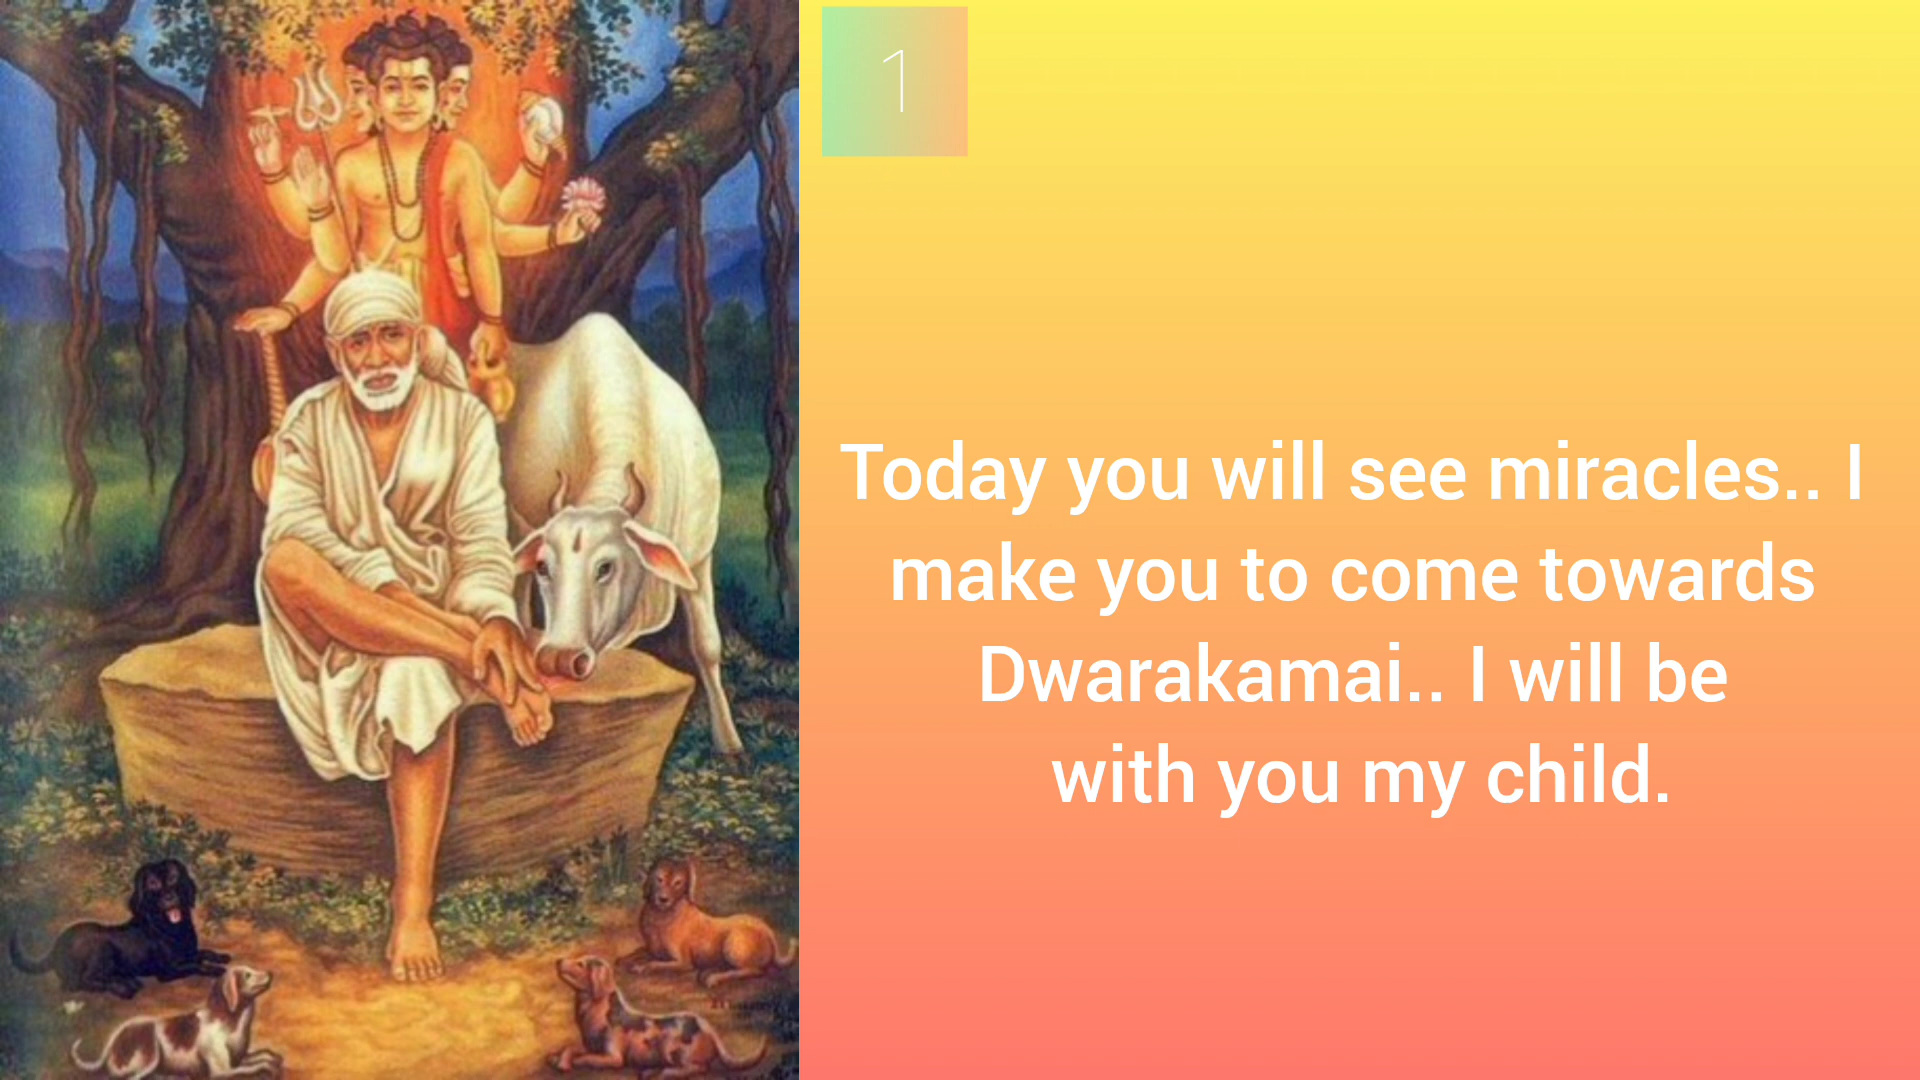 1
Today you will see miracles.. I
make you to come towards
Dwarakamai.. I will be
with you my child.